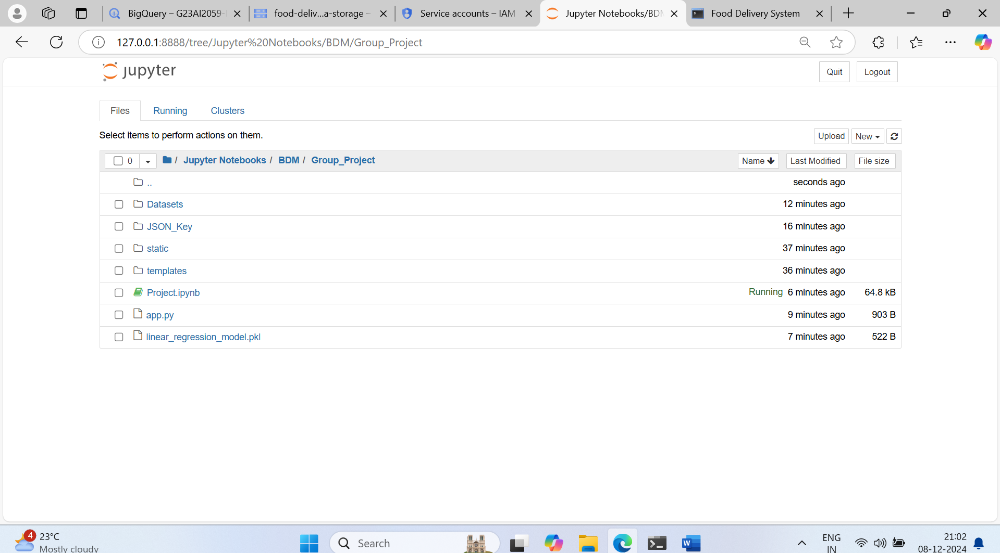 BigQuery – G23AI2059-
food-deliv...a-storage –
Service accounts – IAM
Jupyter Notebooks/BDM
Food Delivery System
127.0.0.1:8888/tree/Jupyter%20Notebooks/BDM/Group_Project
jupyter
Quit
Logout
Files
Running
Clusters
Select items to perform actions on them.
Upload
New
0
/ Jupyter Notebooks / BDM / Group_Project
Name
Last Modified
File size
..
seconds ago
Datasets
12 minutes ago
JSON_Key
16 minutes ago
static
37 minutes ago
templates
36 minutes ago
Project.ipynb
Running 6 minutes ago 64.8 kB
app.py
9 minutes ago 903 B
linear_regression_model.pkl
7 minutes ago 522 B
4
23°C
Mostly cloudy
Search
W
ENG
IN
21:02
08-12-2024